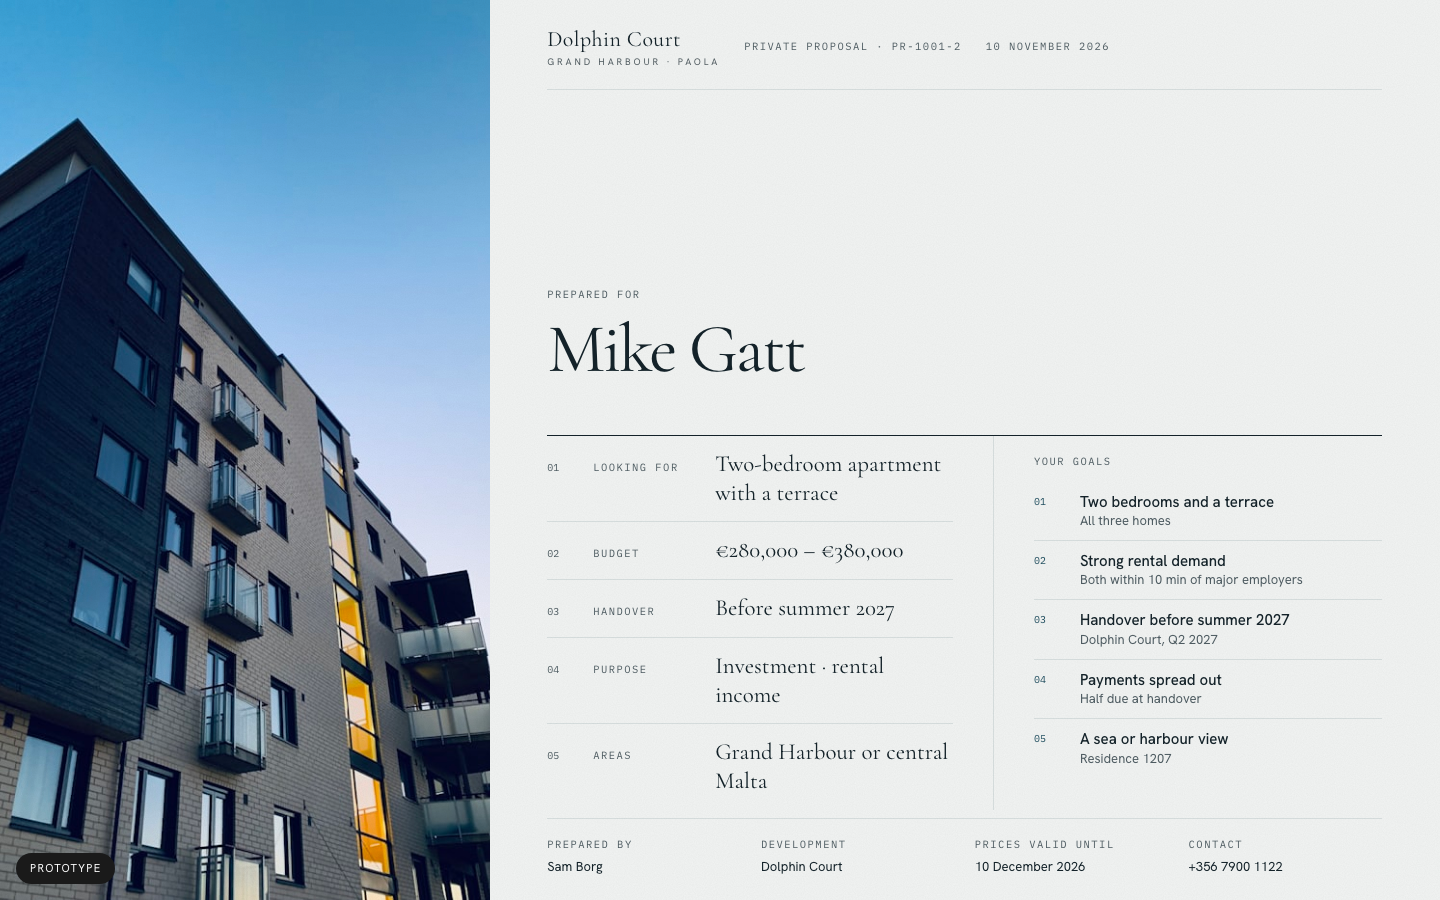 Dolphin Court
GRAND HARBOUR · PAOLA
PRIVATE PROPOSAL · PR-1001-2
10 NOVEMBER 2026
PREPARED FOR
Mike Gatt
01
LOOKING FOR
Two-bedroom apartment
with a terrace
02
BUDGET
€280,000 – €380,000
03
HANDOVER
Before summer 2027
04
PURPOSE
Investment · rental
income
05
AREAS
Grand Harbour or central
Malta
YOUR GOALS
01
Two bedrooms and a terrace
All three homes
02
Strong rental demand
Both within 10 min of major employers
03
Handover before summer 2027
Dolphin Court, Q2 2027
04
Payments spread out
Half due at handover
05
A sea or harbour view
Residence 1207
PREPARED BY
Sam Borg
DEVELOPMENT
Dolphin Court
PRICES VALID UNTIL
10 December 2026
CONTACT
+356 7900 1122
PROTOTYPE